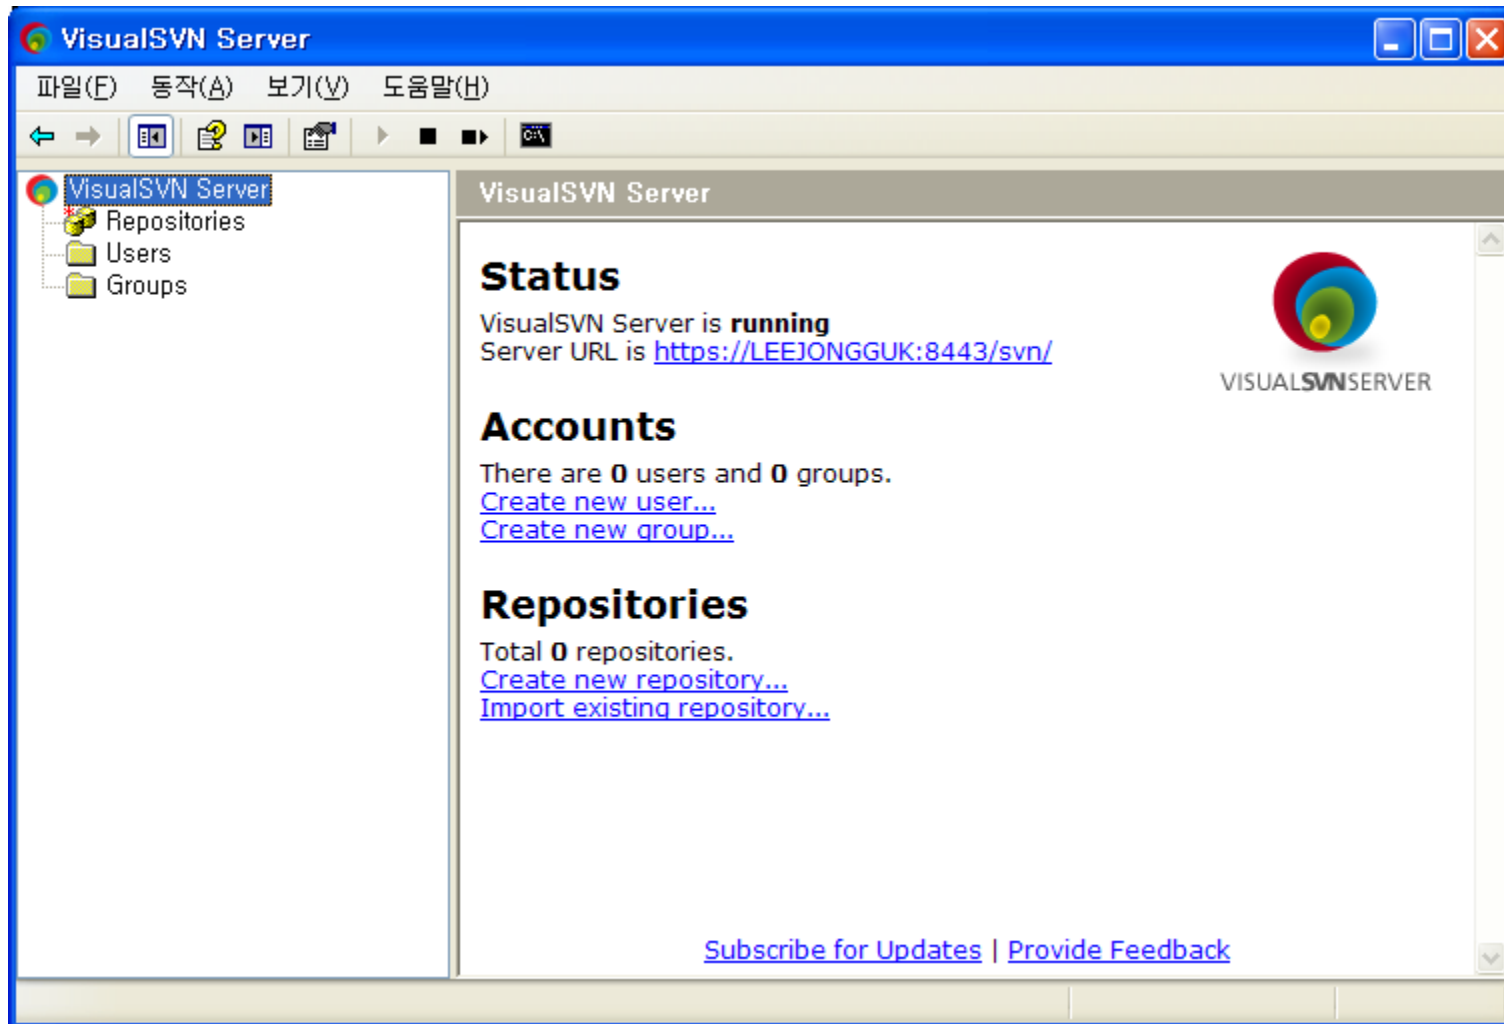 VisualSVN Server
파일(F) 동작(A) 보기(V) 도움말(H)
C:\
VisualSVN Server
Repositories
Users
Groups
VisualSVN Server
Status
VisualSVN Server is running
Server URL is https://LEEJONGGUK:8443/svn/
VISUALSVNSERVER
Accounts
There are 0 users and 0 groups.
Create new user...
Create new group...
Repositories
Total 0 repositories.
Create new repository...
Import existing repository...
Subscribe for Updates | Provide Feedback